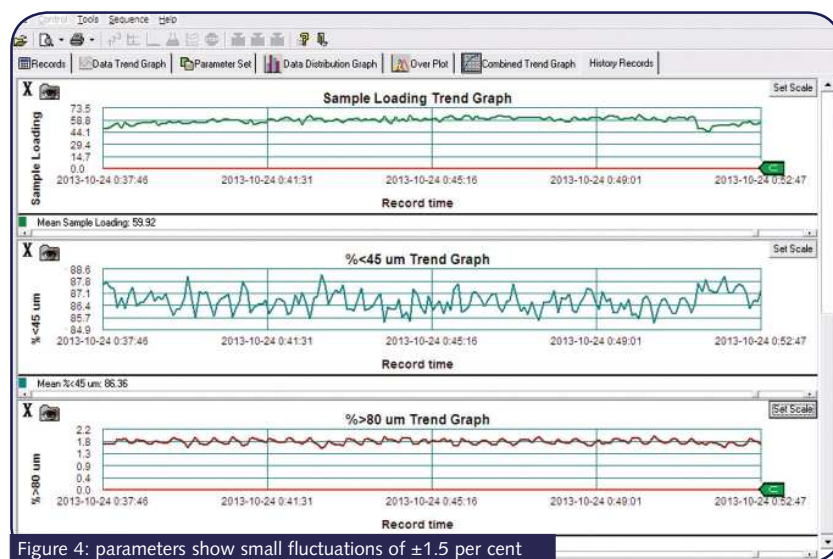 Control Tools Sequence Help
Records Data Trend Graph Parameter Set Data Distribution Graph Over Plot Combined Trend Graph History Records
X Set Scale
Sample Loading Trend Graph
Sample Loading
73.5
58.8
44.1
29.4
14.7
0.0
2013-10-24 0:37:46 2013-10-24 0:41:31 2013-10-24 0:45:16 2013-10-24 0:49:01 2013-10-24 0:52:47
Record time
Mean Sample Loading: 59.92
X Set Scale
%<45 um Trend Graph
%<45 um
88.6
87.8
87.1
86.4
85.7
84.9
2013-10-24 0:37:46 2013-10-24 0:41:31 2013-10-24 0:45:16 2013-10-24 0:49:01 2013-10-24 0:52:47
Record time
Mean %<45 um: 86.36
X Set Scale
%>80 um Trend Graph
%>80 um
2.2
1.8
1.3
0.9
0.4
0.0
2013-10-24 0:37:46 2013-10-24 0:41:31 2013-10-24 0:45:16 2013-10-24 0:49:01 2013-10-24 0:52:47
Record time
Figure 4: parameters show small fluctuations of ±1.5 per cent